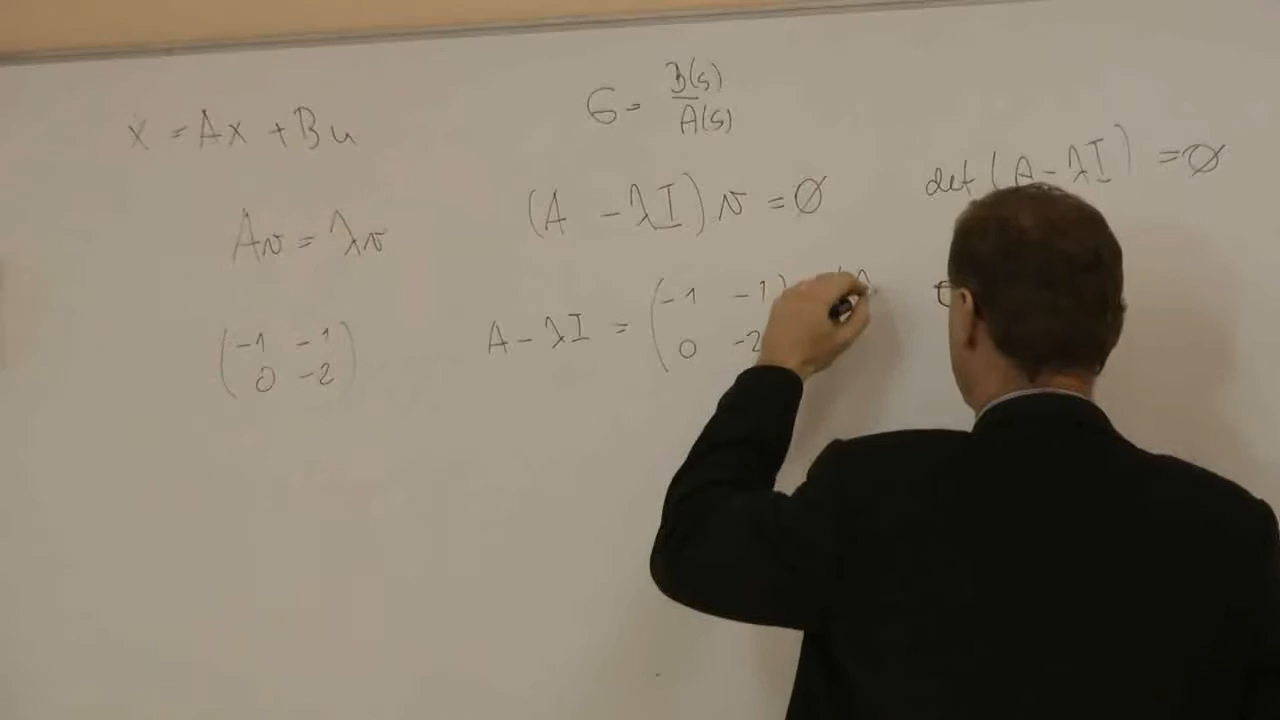 ẋ = Ax + Bu
G = B(s)/A(s)
Av = λv
(A - λI) v = Ø
det (A - λI) = Ø
(-1 -1
0 -2)
A - λI = (-1 -1)
0 -2